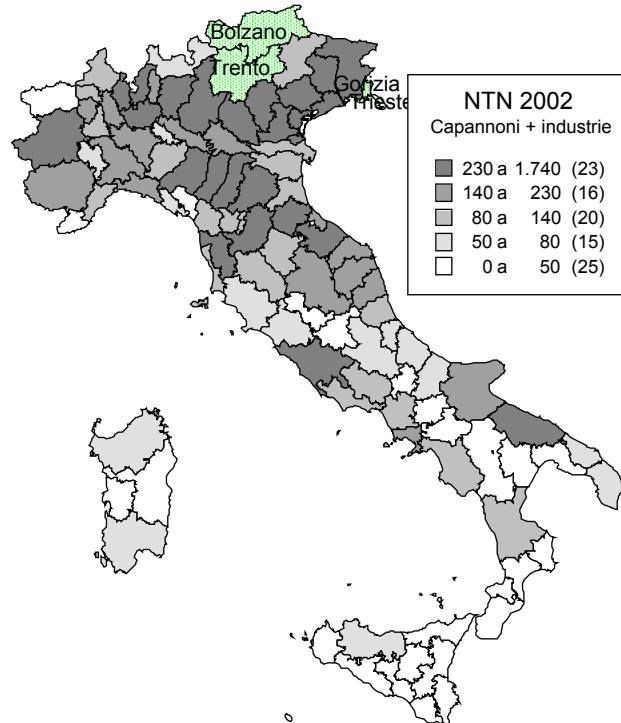 Bolzano
Trento
Gorizia
Trieste
NTN 2002
Capannoni + industrie
230 a 1.740 (23)
140 a 230 (16)
80 a 140 (20)
50 a 80 (15)
0 a 50 (25)